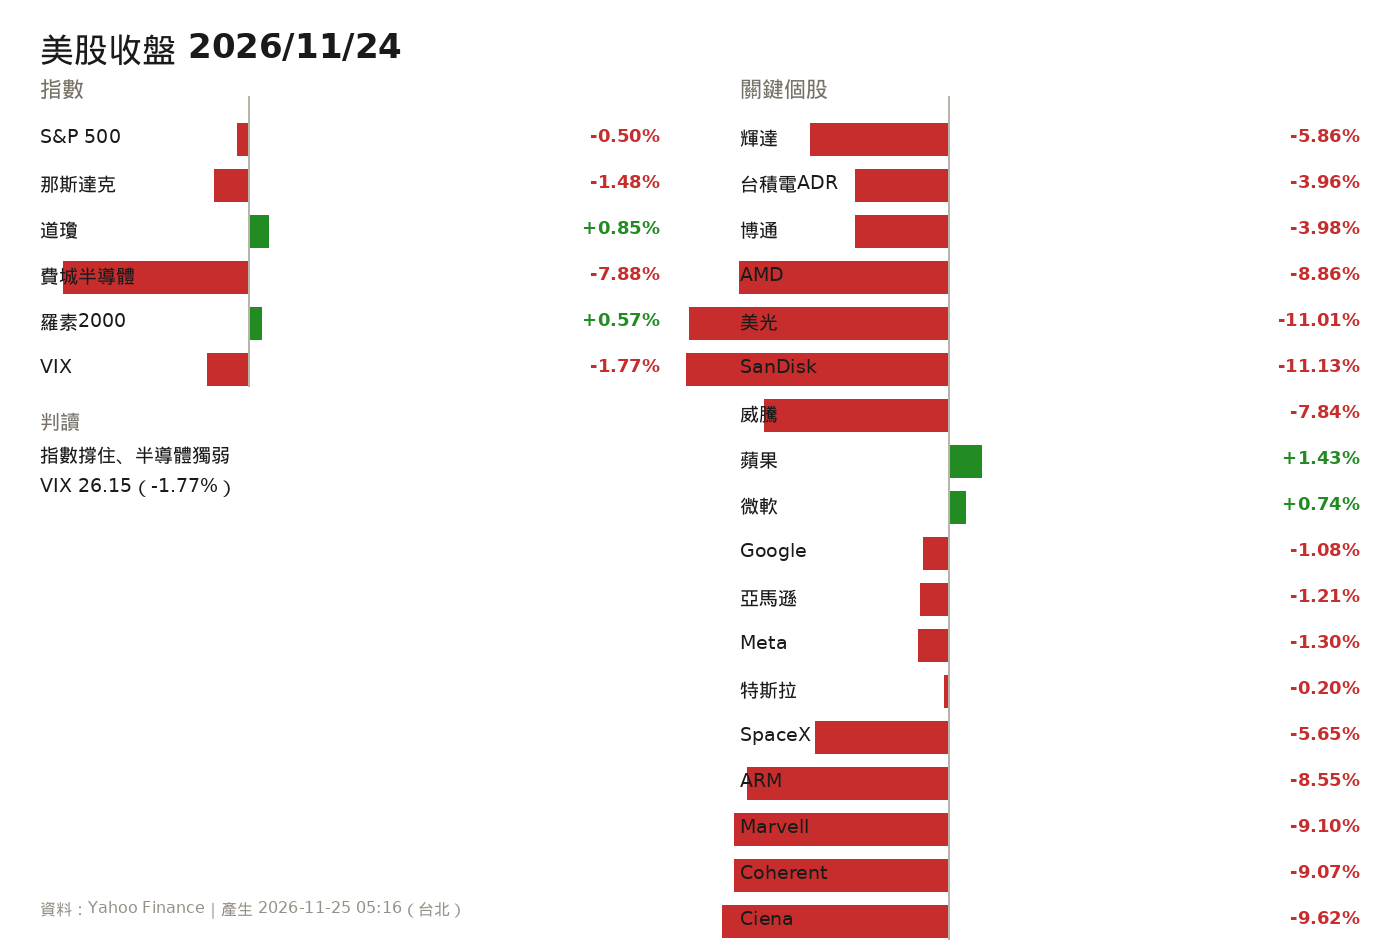 美股收盤 2026/11/24
指數
S&P 500 -0.50%
那斯達克 -1.48%
道瓊 +0.85%
費城半導體 -7.88%
羅素2000 +0.57%
VIX -1.77%
判讀
指數撐住、半導體獨弱
VIX 26.15（-1.77%）
關鍵個股
輝達 -5.86%
台積電ADR -3.96%
博通 -3.98%
AMD -8.86%
美光 -11.01%
SanDisk -11.13%
威騰 -7.84%
蘋果 +1.43%
微軟 +0.74%
Google -1.08%
亞馬遜 -1.21%
Meta -1.30%
特斯拉 -0.20%
SpaceX -5.65%
ARM -8.55%
Marvell -9.10%
Coherent -9.07%
Ciena -9.62%
資料：Yahoo Finance｜產生 2026-11-25 05:16（台北）